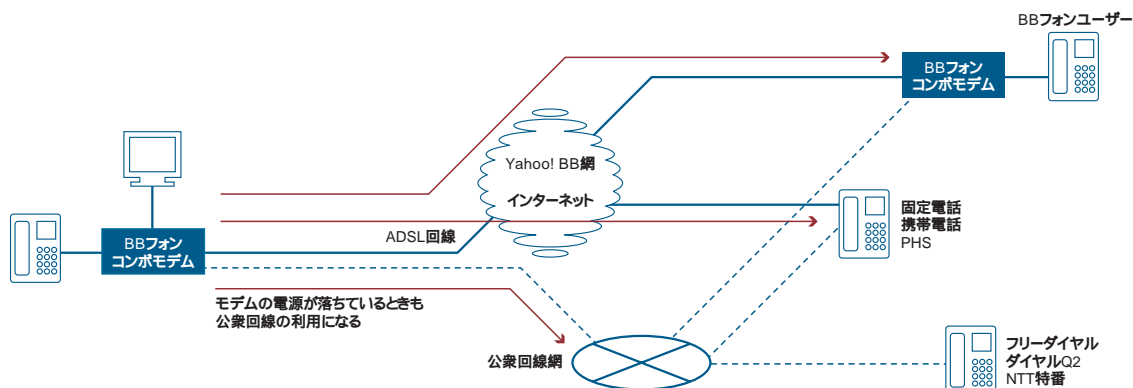 BBフォンユーザー
BBフォン
コンボモデム
Yahoo! BB網
インターネット
固定電話
携帯電話
PHS
ADSL回線
BBフォン
コンボモデム
モデムの電源が落ちているときも
公衆回線の利用になる
公衆回線網
フリーダイヤル
ダイヤルQ2
NTT特番